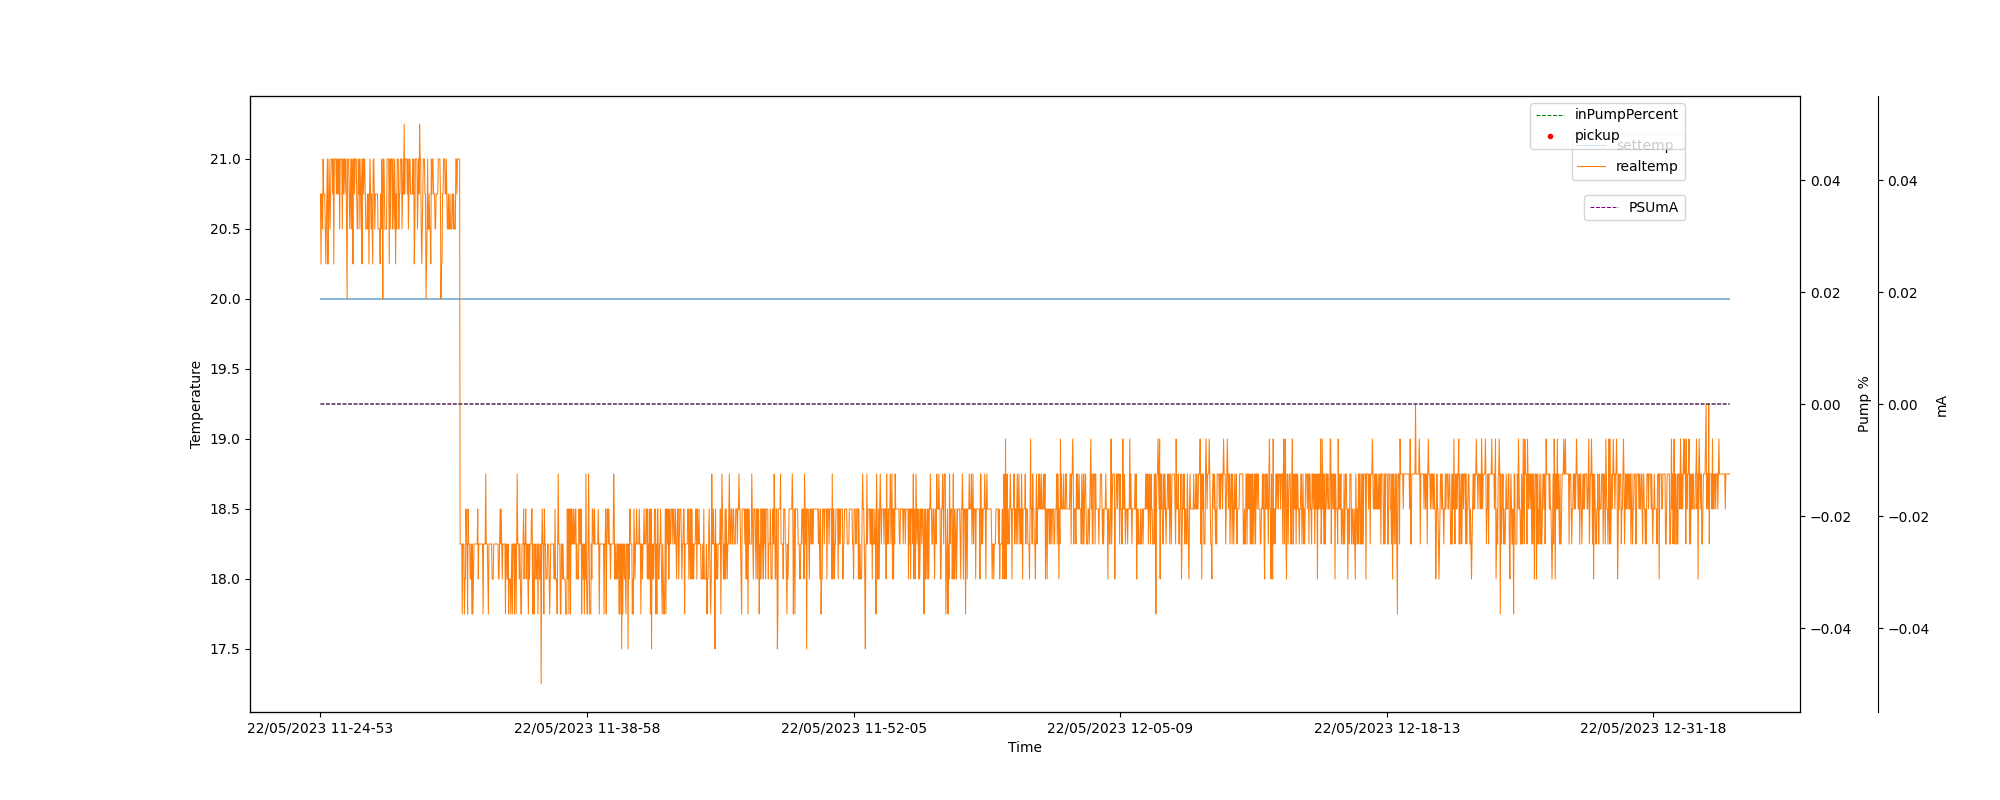 inPumpPercent
pickup
settemp
realtemp
PSUmA
21.0
20.5
20.0
19.5
19.0
18.5
18.0
17.5
Temperature
0.04
0.02
0.00
−0.02
−0.04
Pump %
0.04
0.02
0.00
−0.02
−0.04
mA
22/05/2023 11-24-53
22/05/2023 11-38-58
22/05/2023 11-52-05
22/05/2023 12-05-09
22/05/2023 12-18-13
22/05/2023 12-31-18
Time